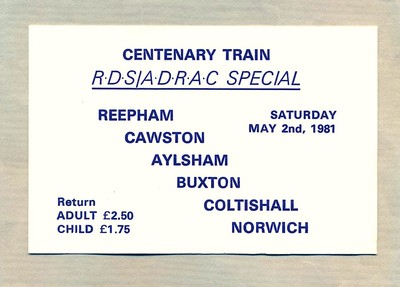 CENTENARY TRAIN
R·D·S|A·D·R·A·C SPECIAL
REEPHAM
CAWSTON
AYLSHAM
BUXTON
COLTISHALL
NORWICH
SATURDAY
MAY 2nd, 1981
Return
ADULT £2.50
CHILD £1.75